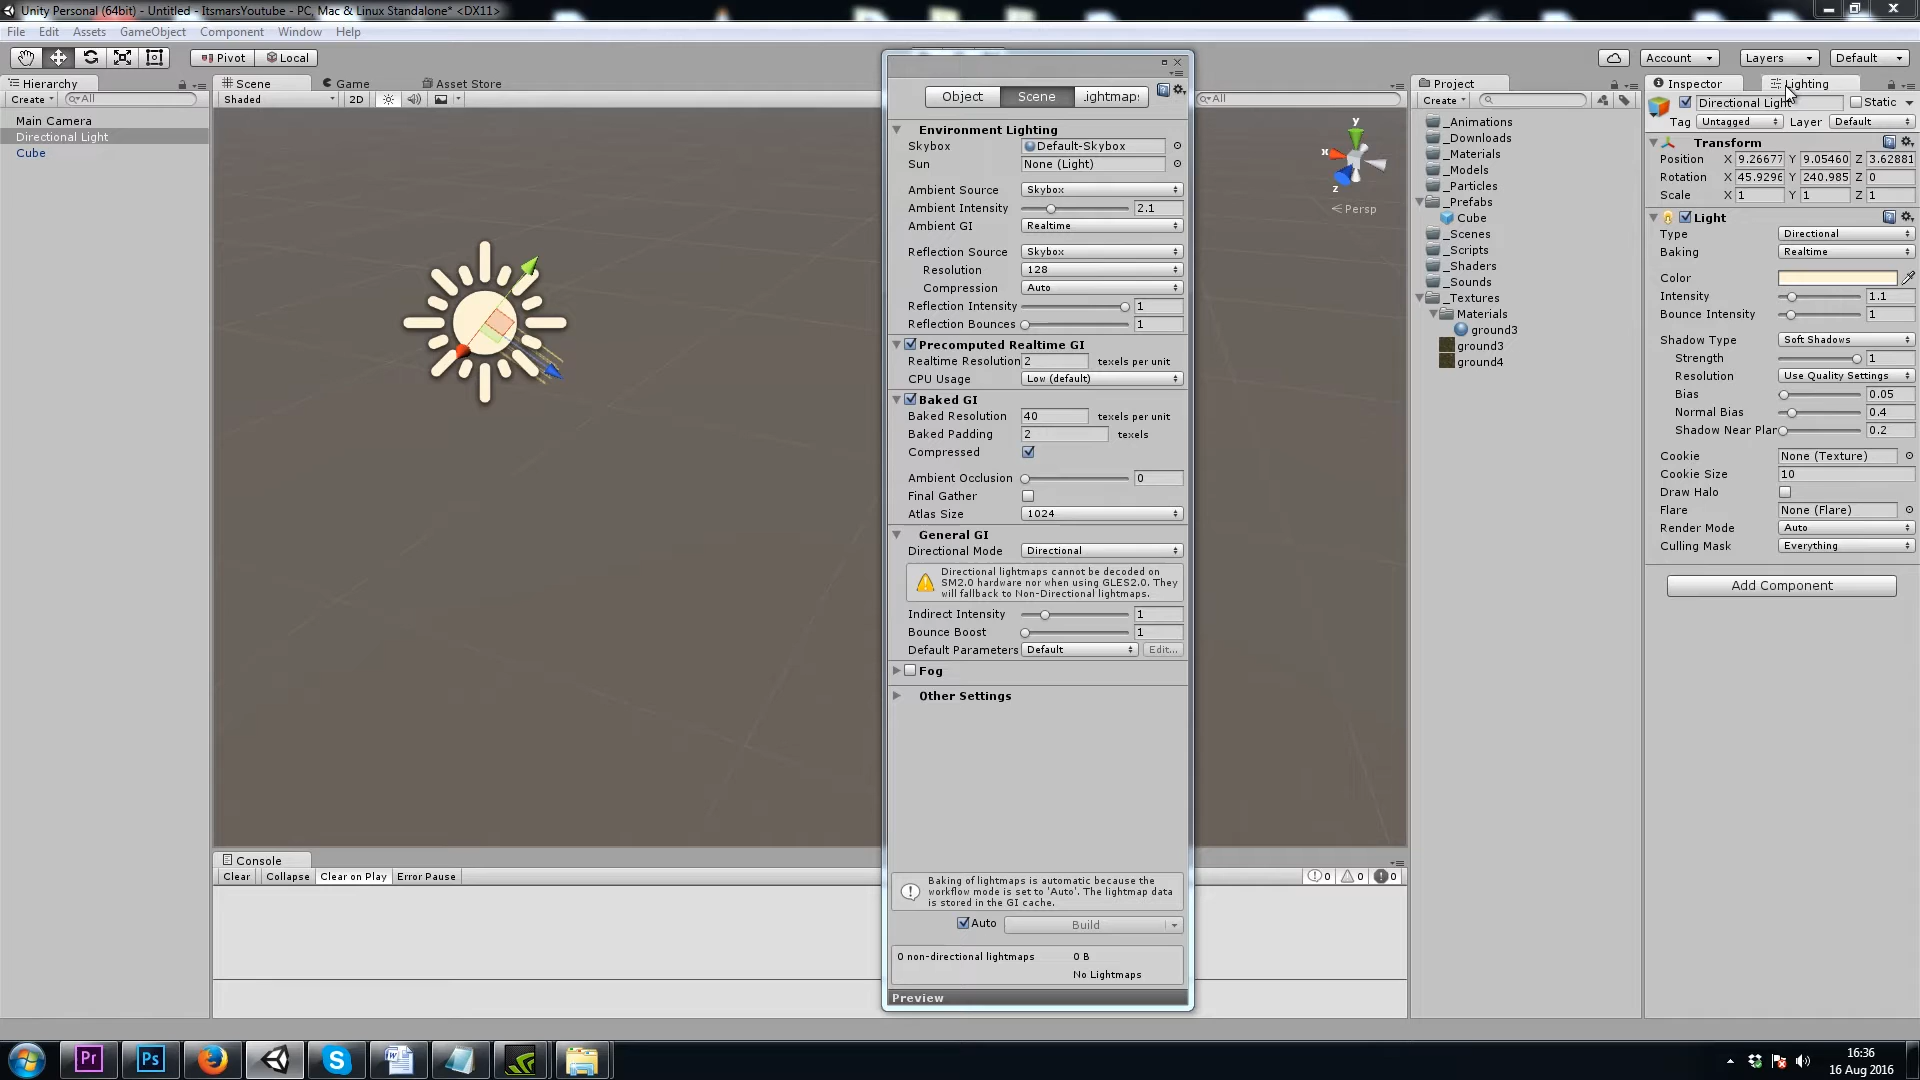 Unity Personal (64bit) - Untitled - ItsmarsYoutube - PC, Mac & Linux Standalone* <DX11>
File Edit Assets GameObject Component Window Help
Pivot Local Account Layers Default
Hierarchy
Create All
Main Camera
Directional Light
Cube
Scene Game Asset Store
Shaded 2D All
y
x
z
Persp
Object Scene .ightmap:
Environment Lighting
Skybox Default-Skybox
Sun None (Light)
Ambient Source Skybox
Ambient Intensity 2.1
Ambient GI Realtime
Reflection Source Skybox
Resolution 128
Compression Auto
Reflection Intensity 1
Reflection Bounces 1
Precomputed Realtime GI
Realtime Resolution 2 texels per unit
CPU Usage Low (default)
Baked GI
Baked Resolution 40 texels per unit
Baked Padding 2 texels
Compressed
Ambient Occlusion 0
Final Gather
Atlas Size 1024
General GI
Directional Mode Directional
Directional lightmaps cannot be decoded on
SM2.0 hardware nor when using GLES2.0. They
will fallback to Non-Directional lightmaps.
Indirect Intensity 1
Bounce Boost 1
Default Parameters Default Edit...
Fog
Other Settings
Baking of lightmaps is automatic because the
workflow mode is set to 'Auto'. The lightmap data
is stored in the GI cache.
Auto Build
0 non-directional lightmaps 0 B
No Lightmaps
Preview
Console
Clear Collapse Clear on Play Error Pause 0 0 0
Project
Create
_Animations
_Downloads
_Materials
_Models
_Particles
_Prefabs
Cube
_Scenes
_Scripts
_Shaders
_Sounds
_Textures
Materials
ground3
ground3
ground4
Inspector Lighting
Directional Light Static
Tag Untagged Layer Default
Transform
Position X 9.26677 Y 9.05460 Z 3.62881
Rotation X 45.9296 Y 240.985 Z 0
Scale X 1 Y 1 Z 1
Light
Type Directional
Baking Realtime
Color
Intensity 1.1
Bounce Intensity 1
Shadow Type Soft Shadows
Strength 1
Resolution Use Quality Settings
Bias 0.05
Normal Bias 0.4
Shadow Near Plar 0.2
Cookie None (Texture)
Cookie Size 10
Draw Halo
Flare None (Flare)
Render Mode Auto
Culling Mask Everything
Add Component
Pr Ps S W
16:36
16 Aug 2016